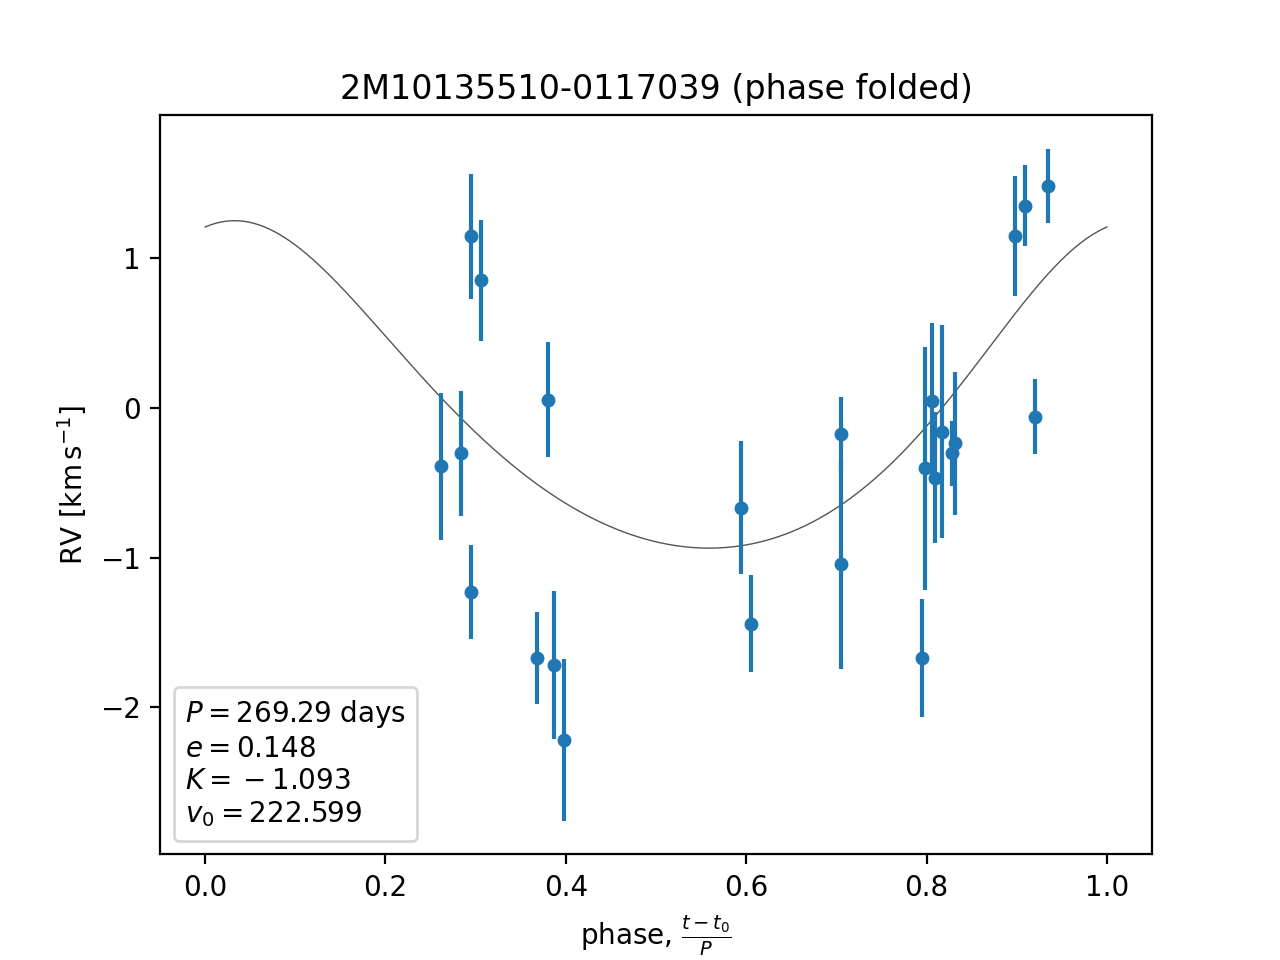 2M10135510-0117039 (phase folded)
RV [km s⁻¹]
1
0
−1
−2
P = 269.29 days
e = 0.148
K = −1.093
v₀ = 222.599
0.0 0.2 0.4 0.6 0.8 1.0
phase, (t − t₀)/P